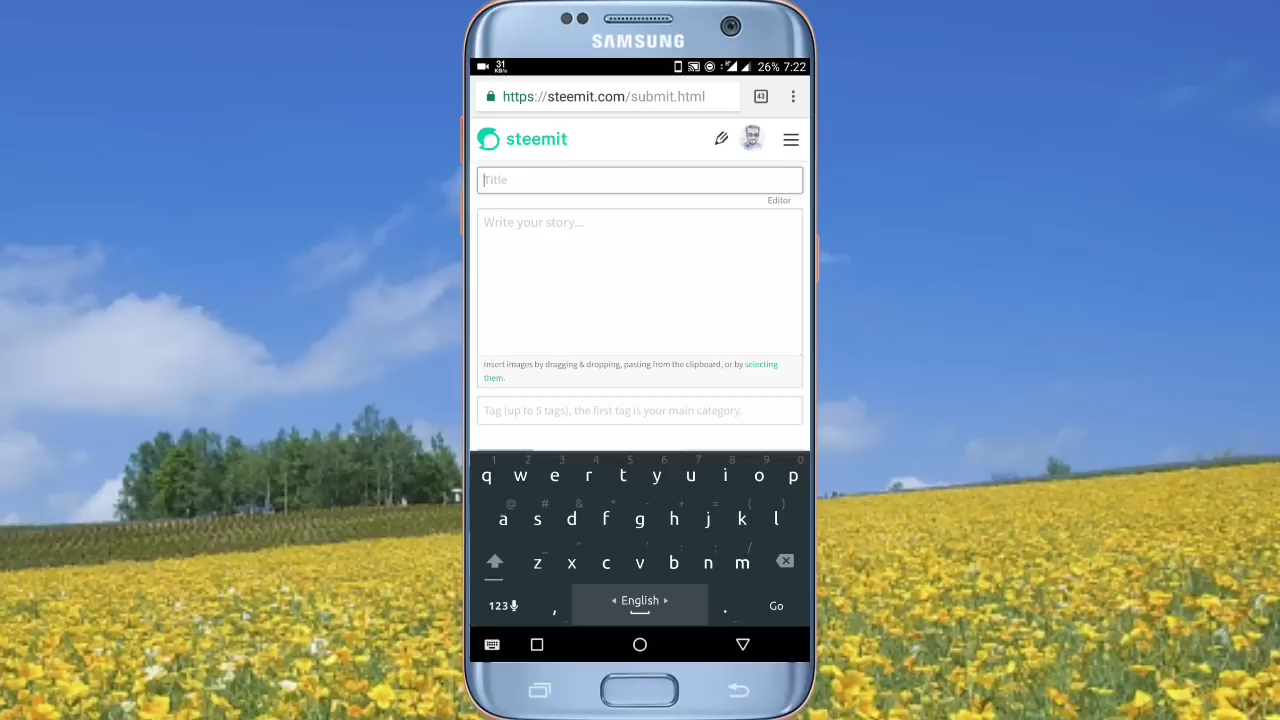 SAMSUNG
31
KB/s
26% 7:22
https://steemit.com/submit.html
43
steemit
Title
Editor
Write your story...
Insert images by dragging & dropping, pasting from the clipboard, or by selecting
them.
Tag (up to 5 tags), the first tag is your main category.
1 2 3 4 5 6 7 8 9 0
q w e r t y u i o p
@ # & * - + = ( )
a s d f g h j k l
_ " ' : ; /
z x c v b n m
123 , English . Go